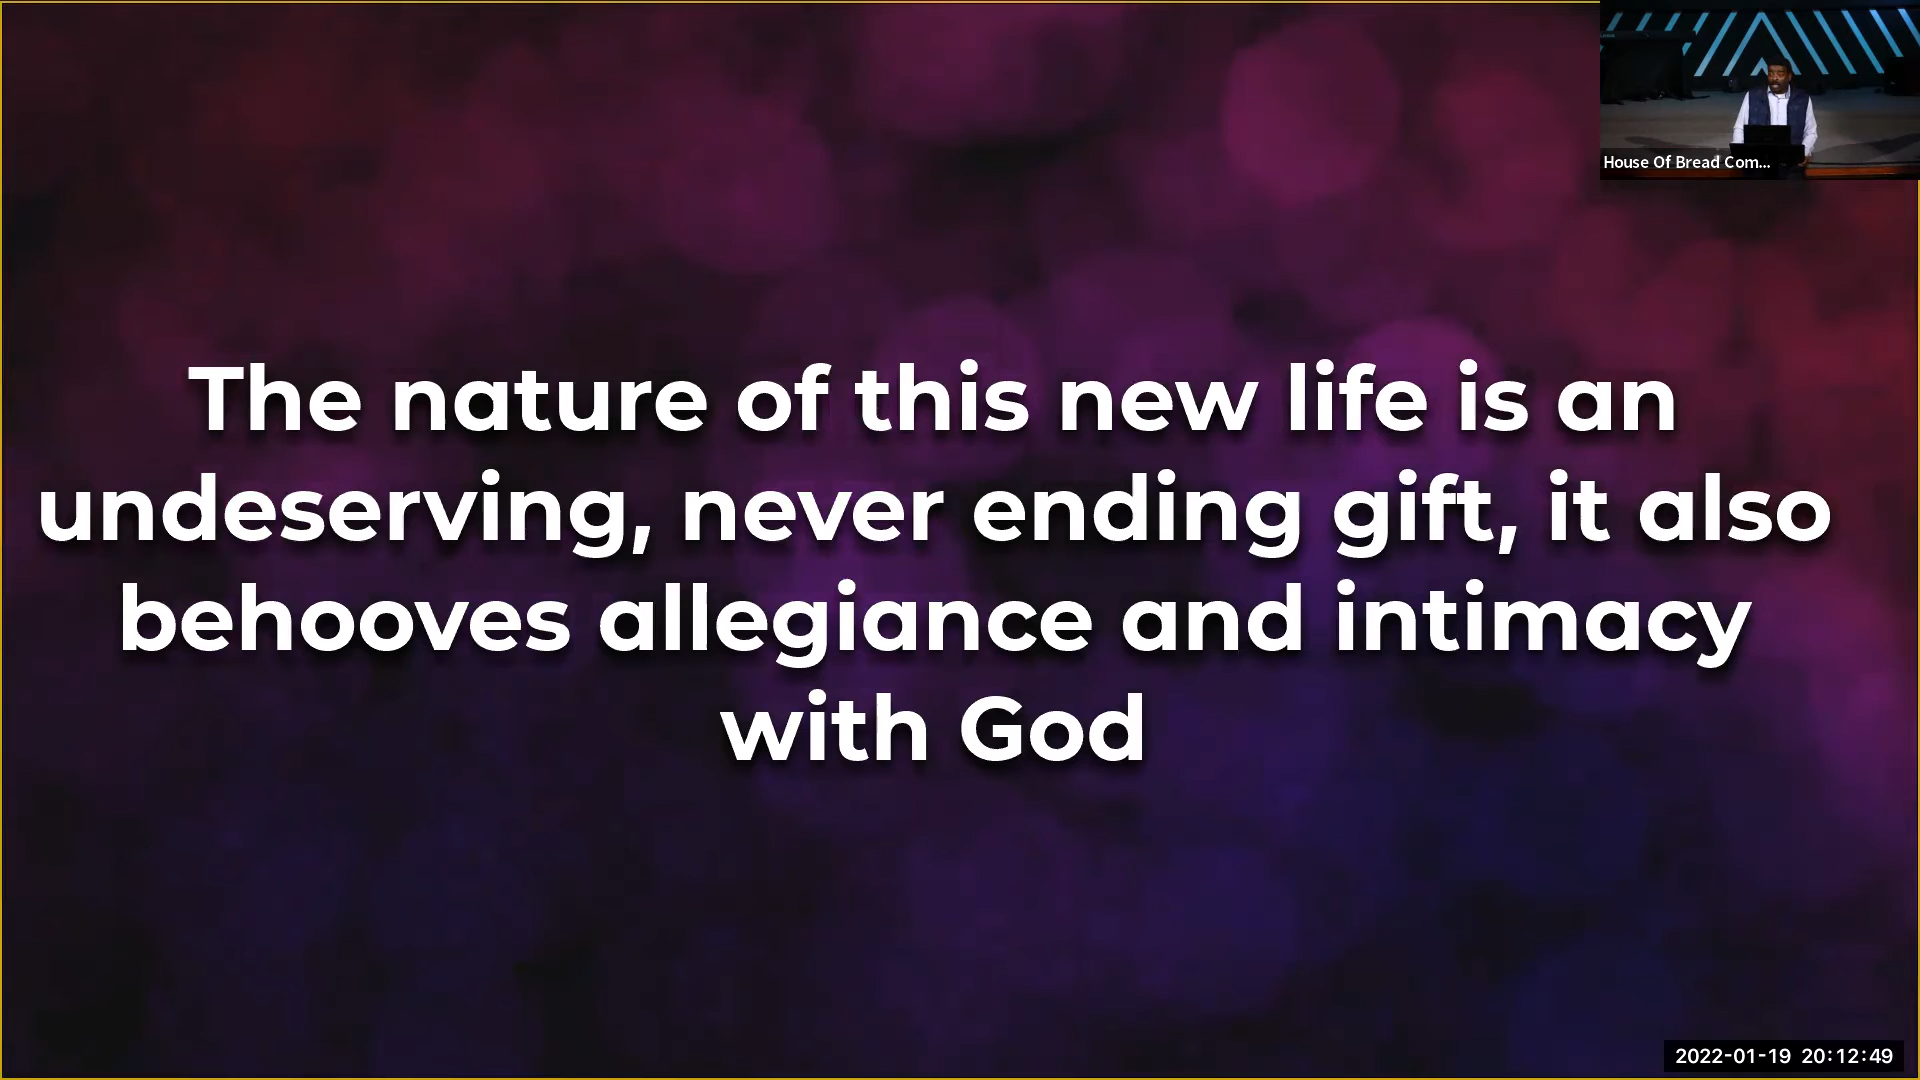 House Of Bread Com...
The nature of this new life is an
undeserving, never ending gift, it also
behooves allegiance and intimacy
with God
2022-01-19 20:12:49